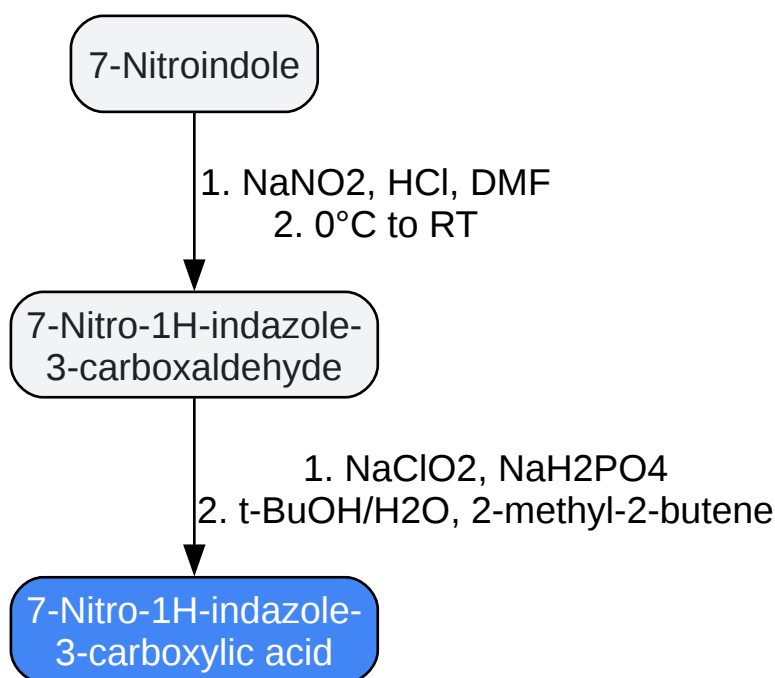 7-Nitroindole
1. NaNO2, HCl, DMF
2. 0°C to RT
7-Nitro-1H-indazole-
3-carboxaldehyde
1. NaClO2, NaH2PO4
2. t-BuOH/H2O, 2-methyl-2-butene
7-Nitro-1H-indazole-
3-carboxylic acid